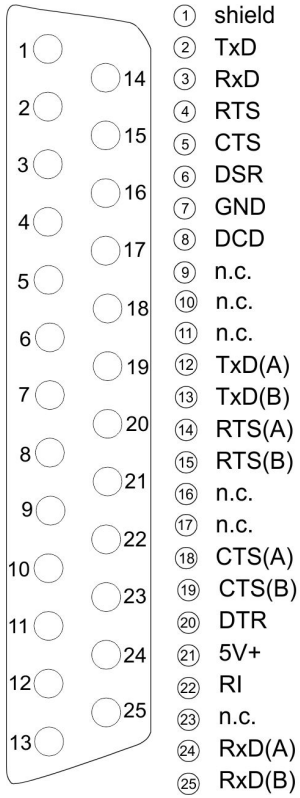 1
2
3
4
5
6
7
8
9
10
11
12
13
14
15
16
17
18
19
20
21
22
23
24
25
① shield
② TxD
③ RxD
④ RTS
⑤ CTS
⑥ DSR
⑦ GND
⑧ DCD
⑨ n.c.
⑩ n.c.
⑪ n.c.
⑫ TxD(A)
⑬ TxD(B)
⑭ RTS(A)
⑮ RTS(B)
⑯ n.c.
⑰ n.c.
⑱ CTS(A)
⑲ CTS(B)
⑳ DTR
㉑ 5V+
㉒ RI
㉓ n.c.
㉔ RxD(A)
㉕ RxD(B)